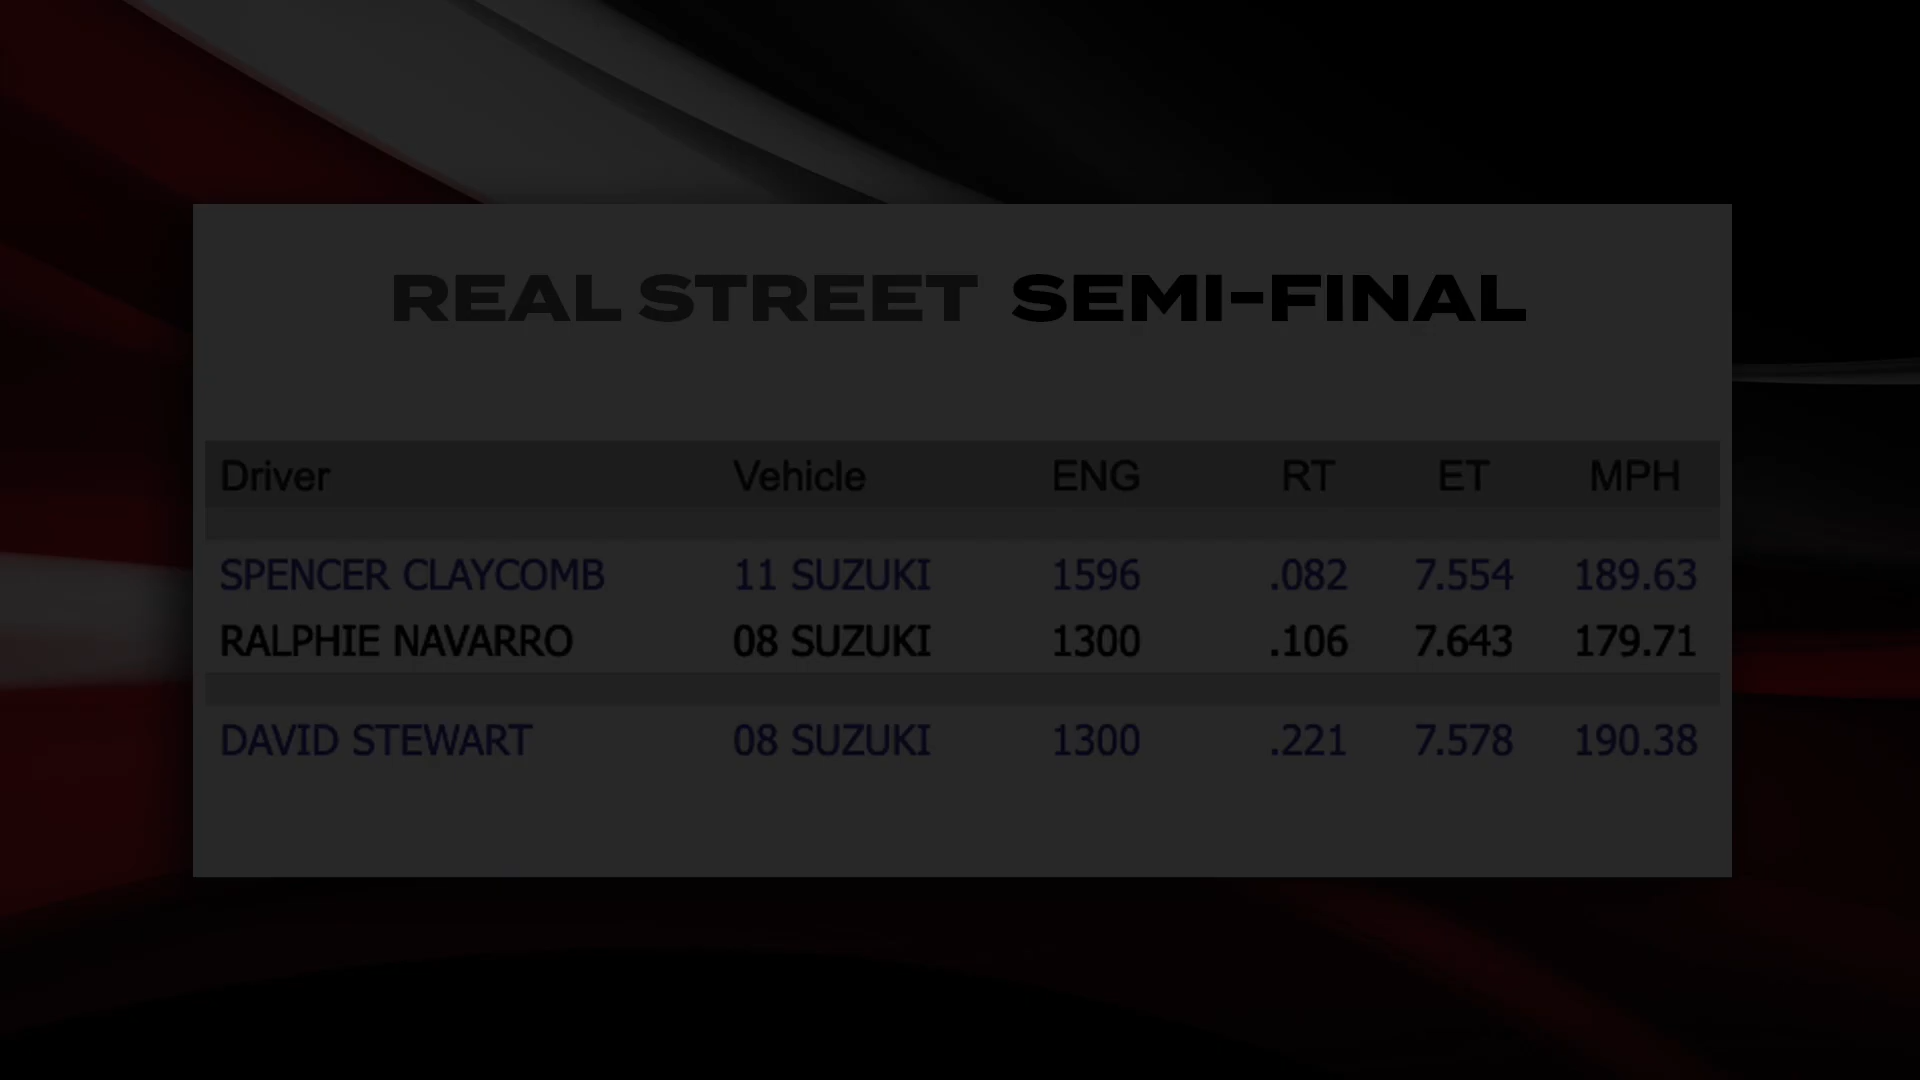 REAL STREET SEMI-FINAL
Driver Vehicle ENG RT ET MPH
SPENCER CLAYCOMB 11 SUZUKI 1596 .082 7.554 189.63
RALPHIE NAVARRO 08 SUZUKI 1300 .106 7.643 179.71
DAVID STEWART 08 SUZUKI 1300 .221 7.578 190.38